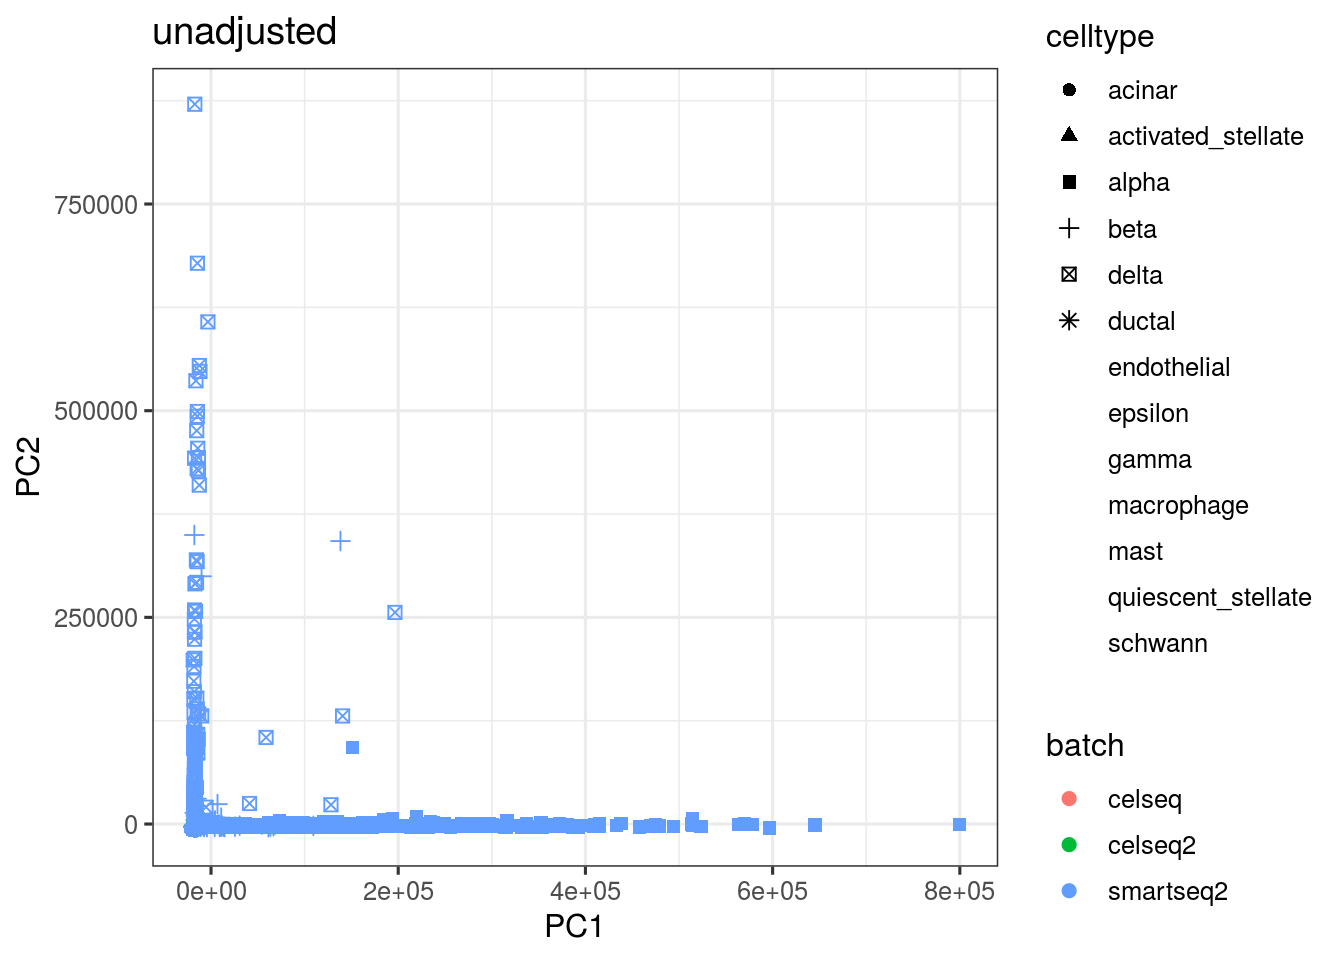 unadjusted
PC2
750000
500000
250000
0
0e+00
2e+05
4e+05
6e+05
8e+05
PC1
celltype
acinar
activated_stellate
alpha
beta
delta
ductal
endothelial
epsilon
gamma
macrophage
mast
quiescent_stellate
schwann
batch
celseq
celseq2
smartseq2